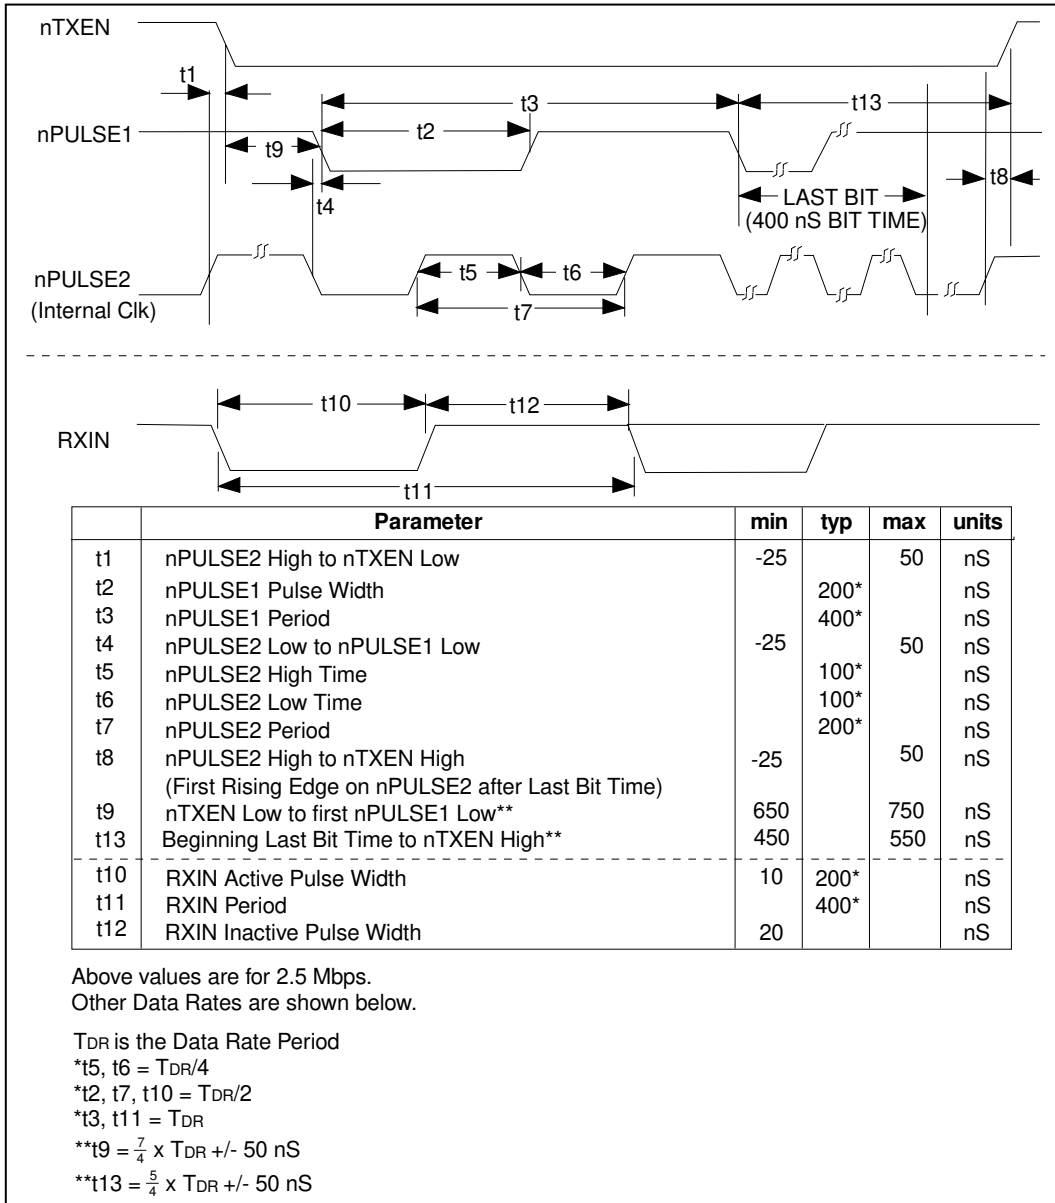 nTXEN
t1
t3
t13
nPULSE1
t2
t9
t8
t4
LAST BIT
(400 nS BIT TIME)
nPULSE2
(Internal Clk)
t5
t6
t7
t10
t12
RXIN
t11
Parameter min typ max units
t1 nPULSE2 High to nTXEN Low -25 50 nS
t2 nPULSE1 Pulse Width 200* nS
t3 nPULSE1 Period 400* nS
t4 nPULSE2 Low to nPULSE1 Low -25 50 nS
t5 nPULSE2 High Time 100* nS
t6 nPULSE2 Low Time 100* nS
t7 nPULSE2 Period 200* nS
t8 nPULSE2 High to nTXEN High -25 50 nS
(First Rising Edge on nPULSE2 after Last Bit Time)
t9 nTXEN Low to first nPULSE1 Low** 650 750 nS
t13 Beginning Last Bit Time to nTXEN High** 450 550 nS
t10 RXIN Active Pulse Width 10 200* nS
t11 RXIN Period 400* nS
t12 RXIN Inactive Pulse Width 20 nS
Above values are for 2.5 Mbps.
Other Data Rates are shown below.
TDR is the Data Rate Period
*t5, t6 = TDR/4
*t2, t7, t10 = TDR/2
*t3, t11 = TDR
**t9 = 7/4 x TDR +/- 50 nS
**t13 = 5/4 x TDR +/- 50 nS